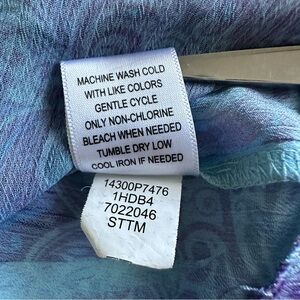 MACHINE WASH COLD
WITH LIKE COLORS
GENTLE CYCLE
ONLY NON-CHLORINE
BLEACH WHEN NEEDED
TUMBLE DRY LOW
COOL IRON IF NEEDED
14300P7476
1HDB4
7022046
STTM